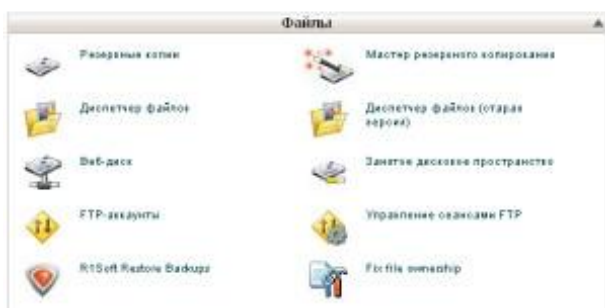 Файлы
Резервные копии
Мастер резервного копирования
Диспетчер файлов
Диспетчер файлов (старая
версия)
Веб-диск
Занятое дисковое пространство
FTP-аккаунты
Управление сеансами FTP
R1Soft Restore Backups
Fix file ownership